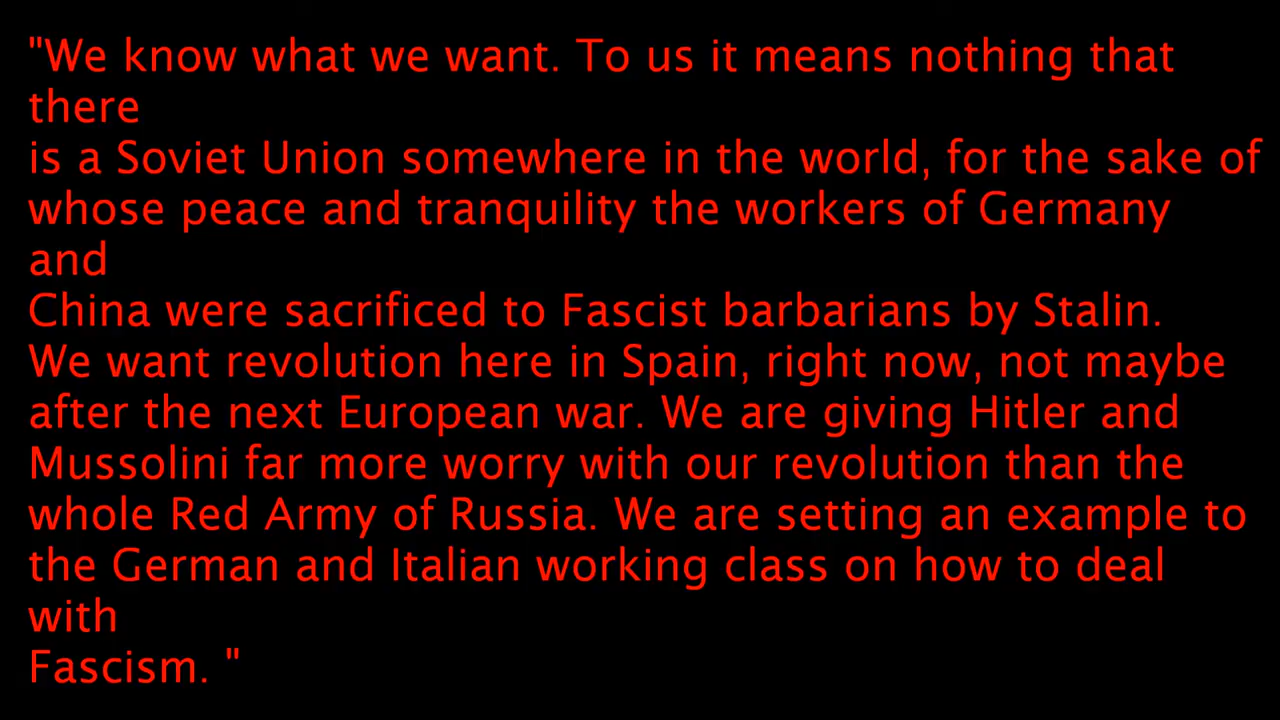 "We know what we want. To us it means nothing that
there
is a Soviet Union somewhere in the world, for the sake of
whose peace and tranquility the workers of Germany
and
China were sacrificed to Fascist barbarians by Stalin.
We want revolution here in Spain, right now, not maybe
after the next European war. We are giving Hitler and
Mussolini far more worry with our revolution than the
whole Red Army of Russia. We are setting an example to
the German and Italian working class on how to deal
with
Fascism. "